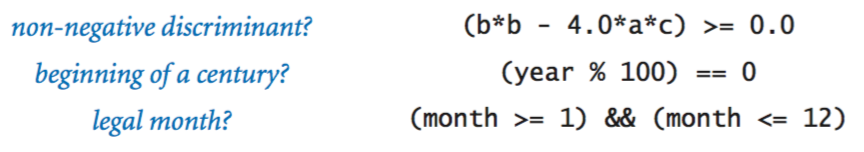 non-negative discriminant? (b*b - 4.0*a*c) >= 0.0
beginning of a century? (year % 100) == 0
legal month? (month >= 1) && (month <= 12)